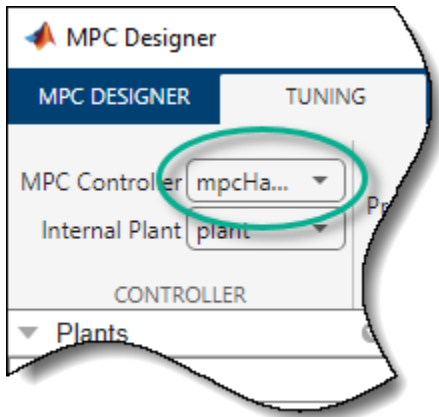 MPC Designer
MPC DESIGNER TUNING
MPC Controller mpcHa...
Internal Plant plant
CONTROLLER
Plants